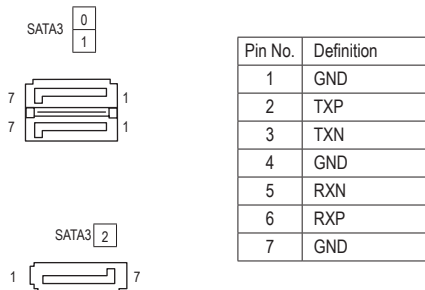 SATA3 0
1
7 1
7 1
SATA3 2
1 7
Pin No. Definition
1 GND
2 TXP
3 TXN
4 GND
5 RXN
6 RXP
7 GND